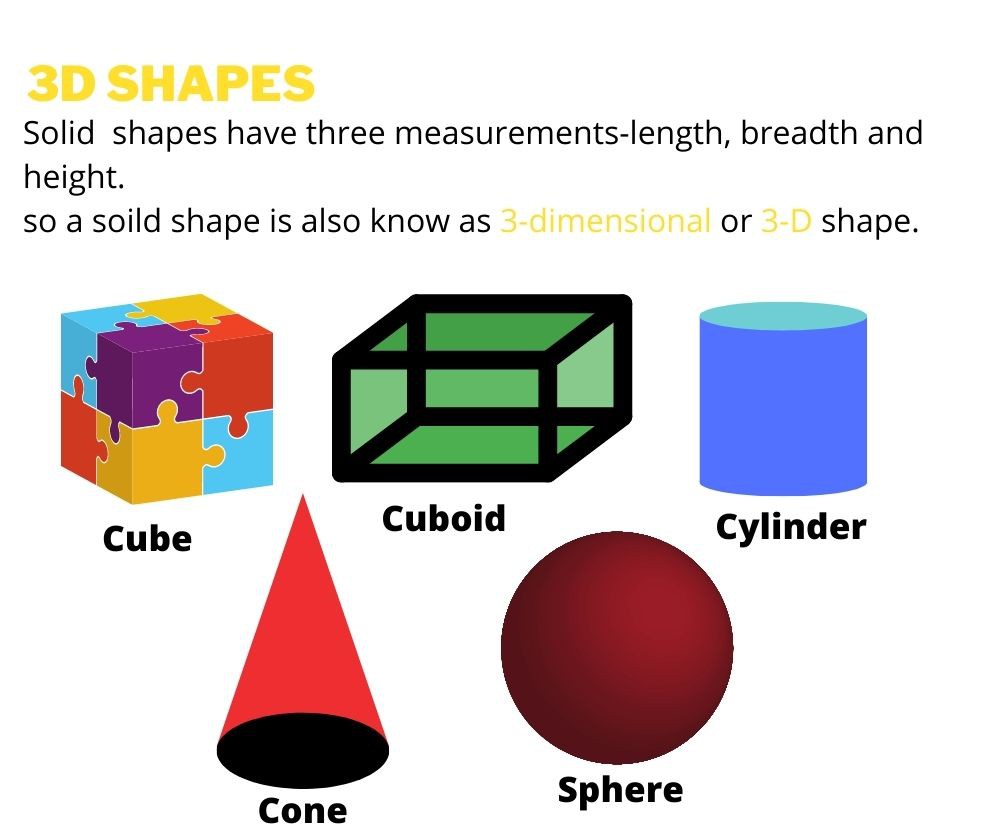 3D SHAPES
Solid  shapes have three measurements-length, breadth and
height.
so a soild shape is also know as 3-dimensional or 3-D shape.
Cube
Cuboid
Cylinder
Cone
Sphere